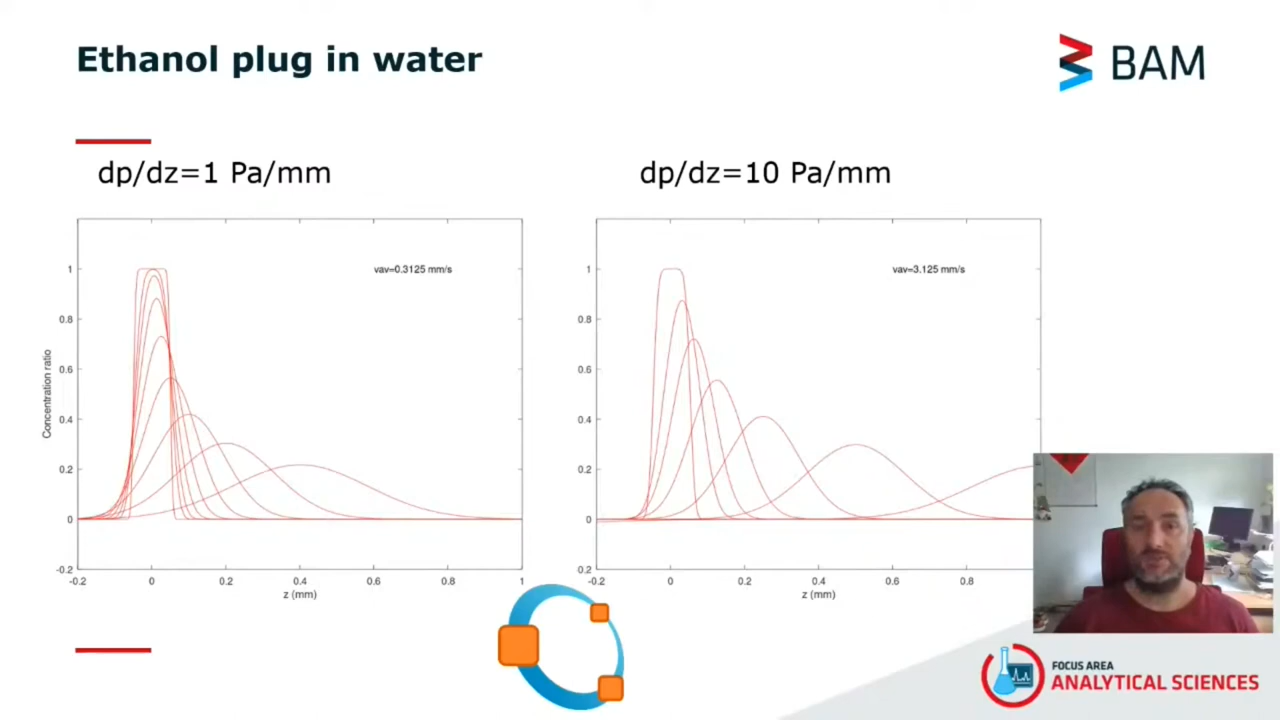 Ethanol plug in water
BAM
dp/dz=1 Pa/mm
dp/dz=10 Pa/mm
vav=0.3125 mm/s
1
0.8
0.6
0.4
0.2
0
-0.2
Concentration ratio
-0.2 0 0.2 0.4 0.6 0.8 1
z (mm)
vav=3.125 mm/s
1
0.8
0.6
0.4
0.2
0
-0.2
-0.2 0 0.2 0.4 0.6 0.8
z (mm)
FOCUS AREA
ANALYTICAL SCIENCES